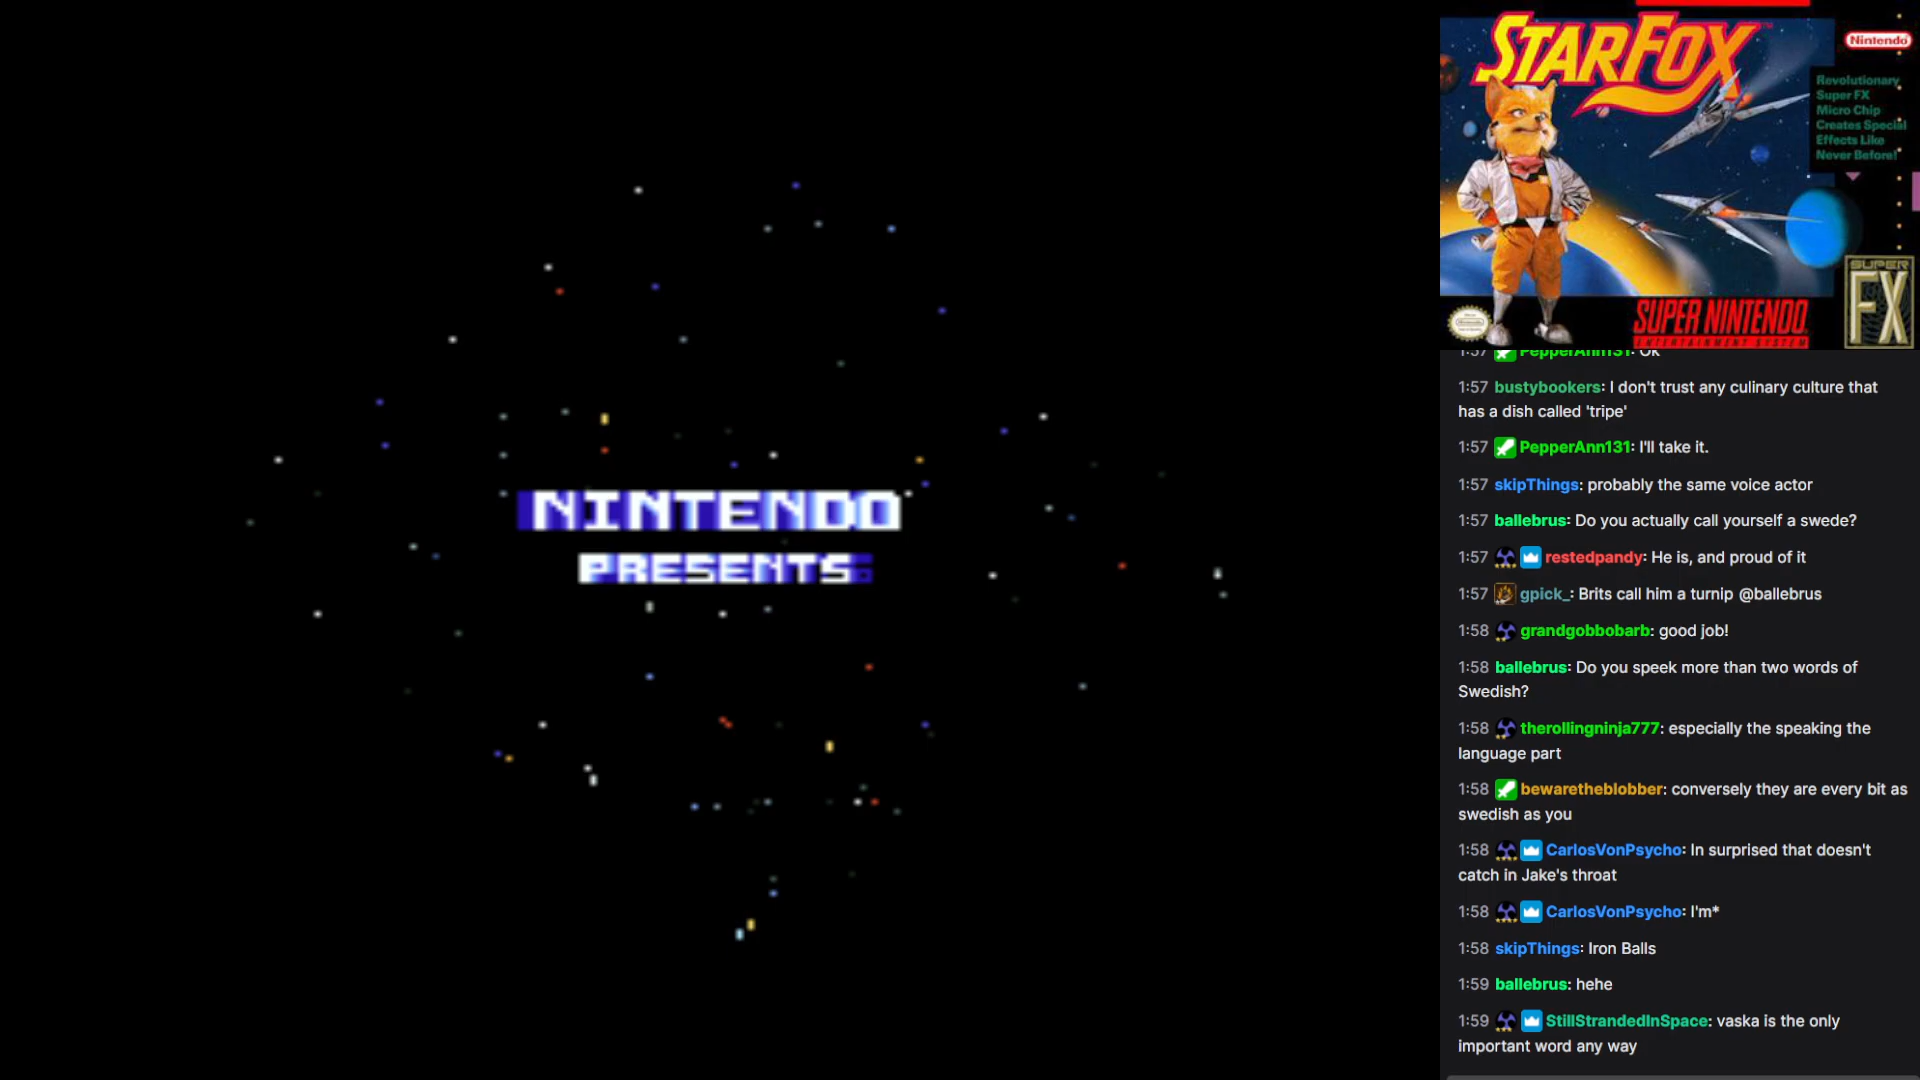 NINTENDO
PRESENTS
STARFOX
Nintendo
Revolutionary
Super FX
Micro Chip
Creates Special
Effects Like
Never Before!
SUPER
FX
SUPER NINTENDO
ENTERTAINMENT SYSTEM
1:57 PepperAnn131: Ok
1:57 bustybookers: I don't trust any culinary culture that
has a dish called 'tripe'
1:57 PepperAnn131: I'll take it.
1:57 skipThings: probably the same voice actor
1:57 ballebrus: Do you actually call yourself a swede?
1:57 restedpandy: He is, and proud of it
1:57 gpick_: Brits call him a turnip @ballebrus
1:58 grandgobbobarb: good job!
1:58 ballebrus: Do you speek more than two words of
Swedish?
1:58 therollingninja777: especially the speaking the
language part
1:58 bewaretheblobber: conversely they are every bit as
swedish as you
1:58 CarlosVonPsycho: In surprised that doesn't
catch in Jake's throat
1:58 CarlosVonPsycho: I'm*
1:58 skipThings: Iron Balls
1:59 ballebrus: hehe
1:59 StillStrandedInSpace: vaska is the only
important word any way